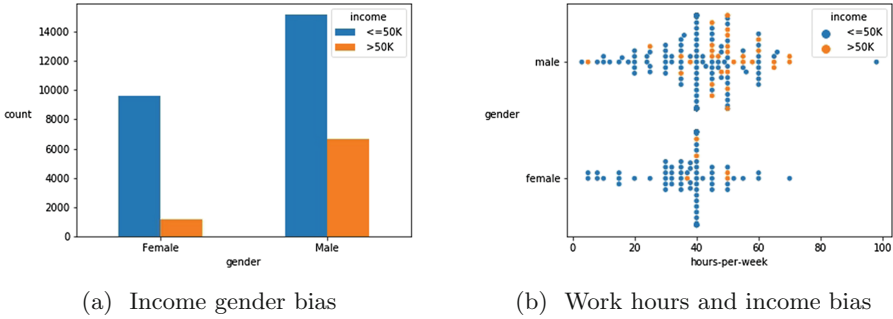 income
<=50K
>50K
14000
12000
10000
8000
6000
4000
2000
0
count
Female
Male
gender
(a) Income gender bias
income
<=50K
>50K
male
female
gender
0
20
40
60
80
100
hours-per-week
(b) Work hours and income bias